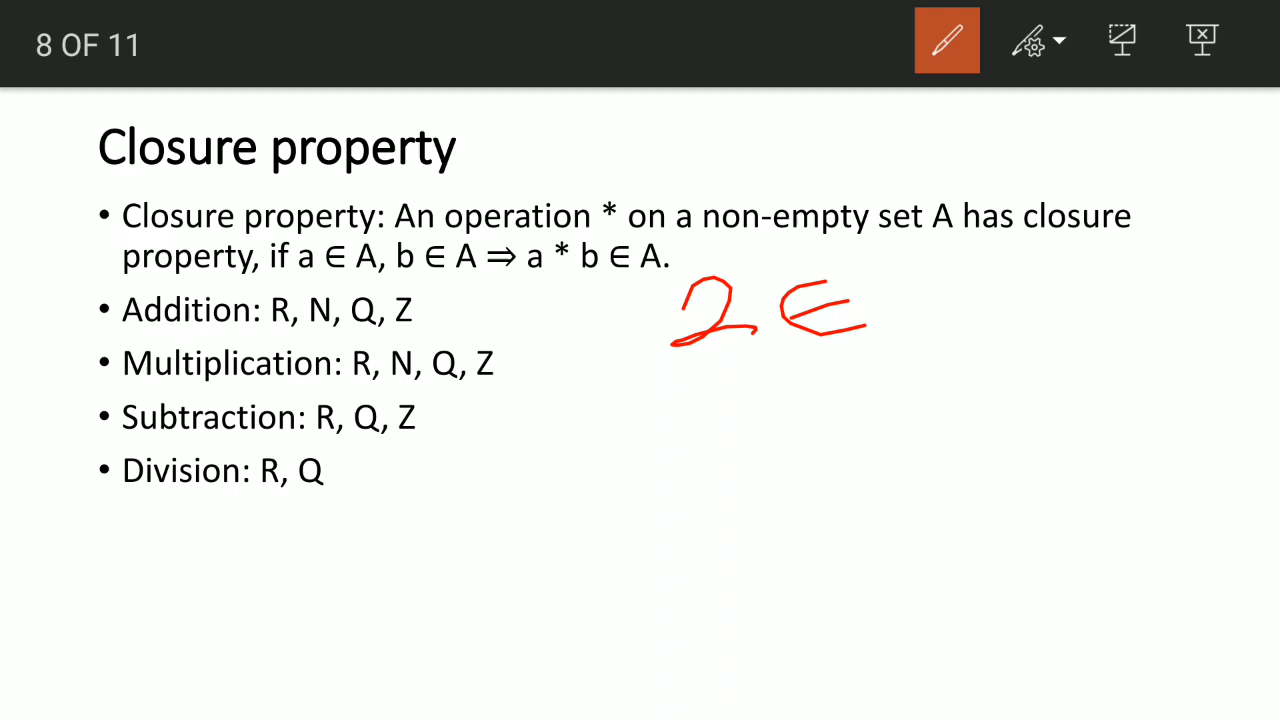 8 OF 11
Closure property
• Closure property: An operation * on a non-empty set A has closure
property, if a ∈ A, b ∈ A ⇒ a * b ∈ A.
• Addition: R, N, Q, Z
2 ∈
• Multiplication: R, N, Q, Z
• Subtraction: R, Q, Z
• Division: R, Q